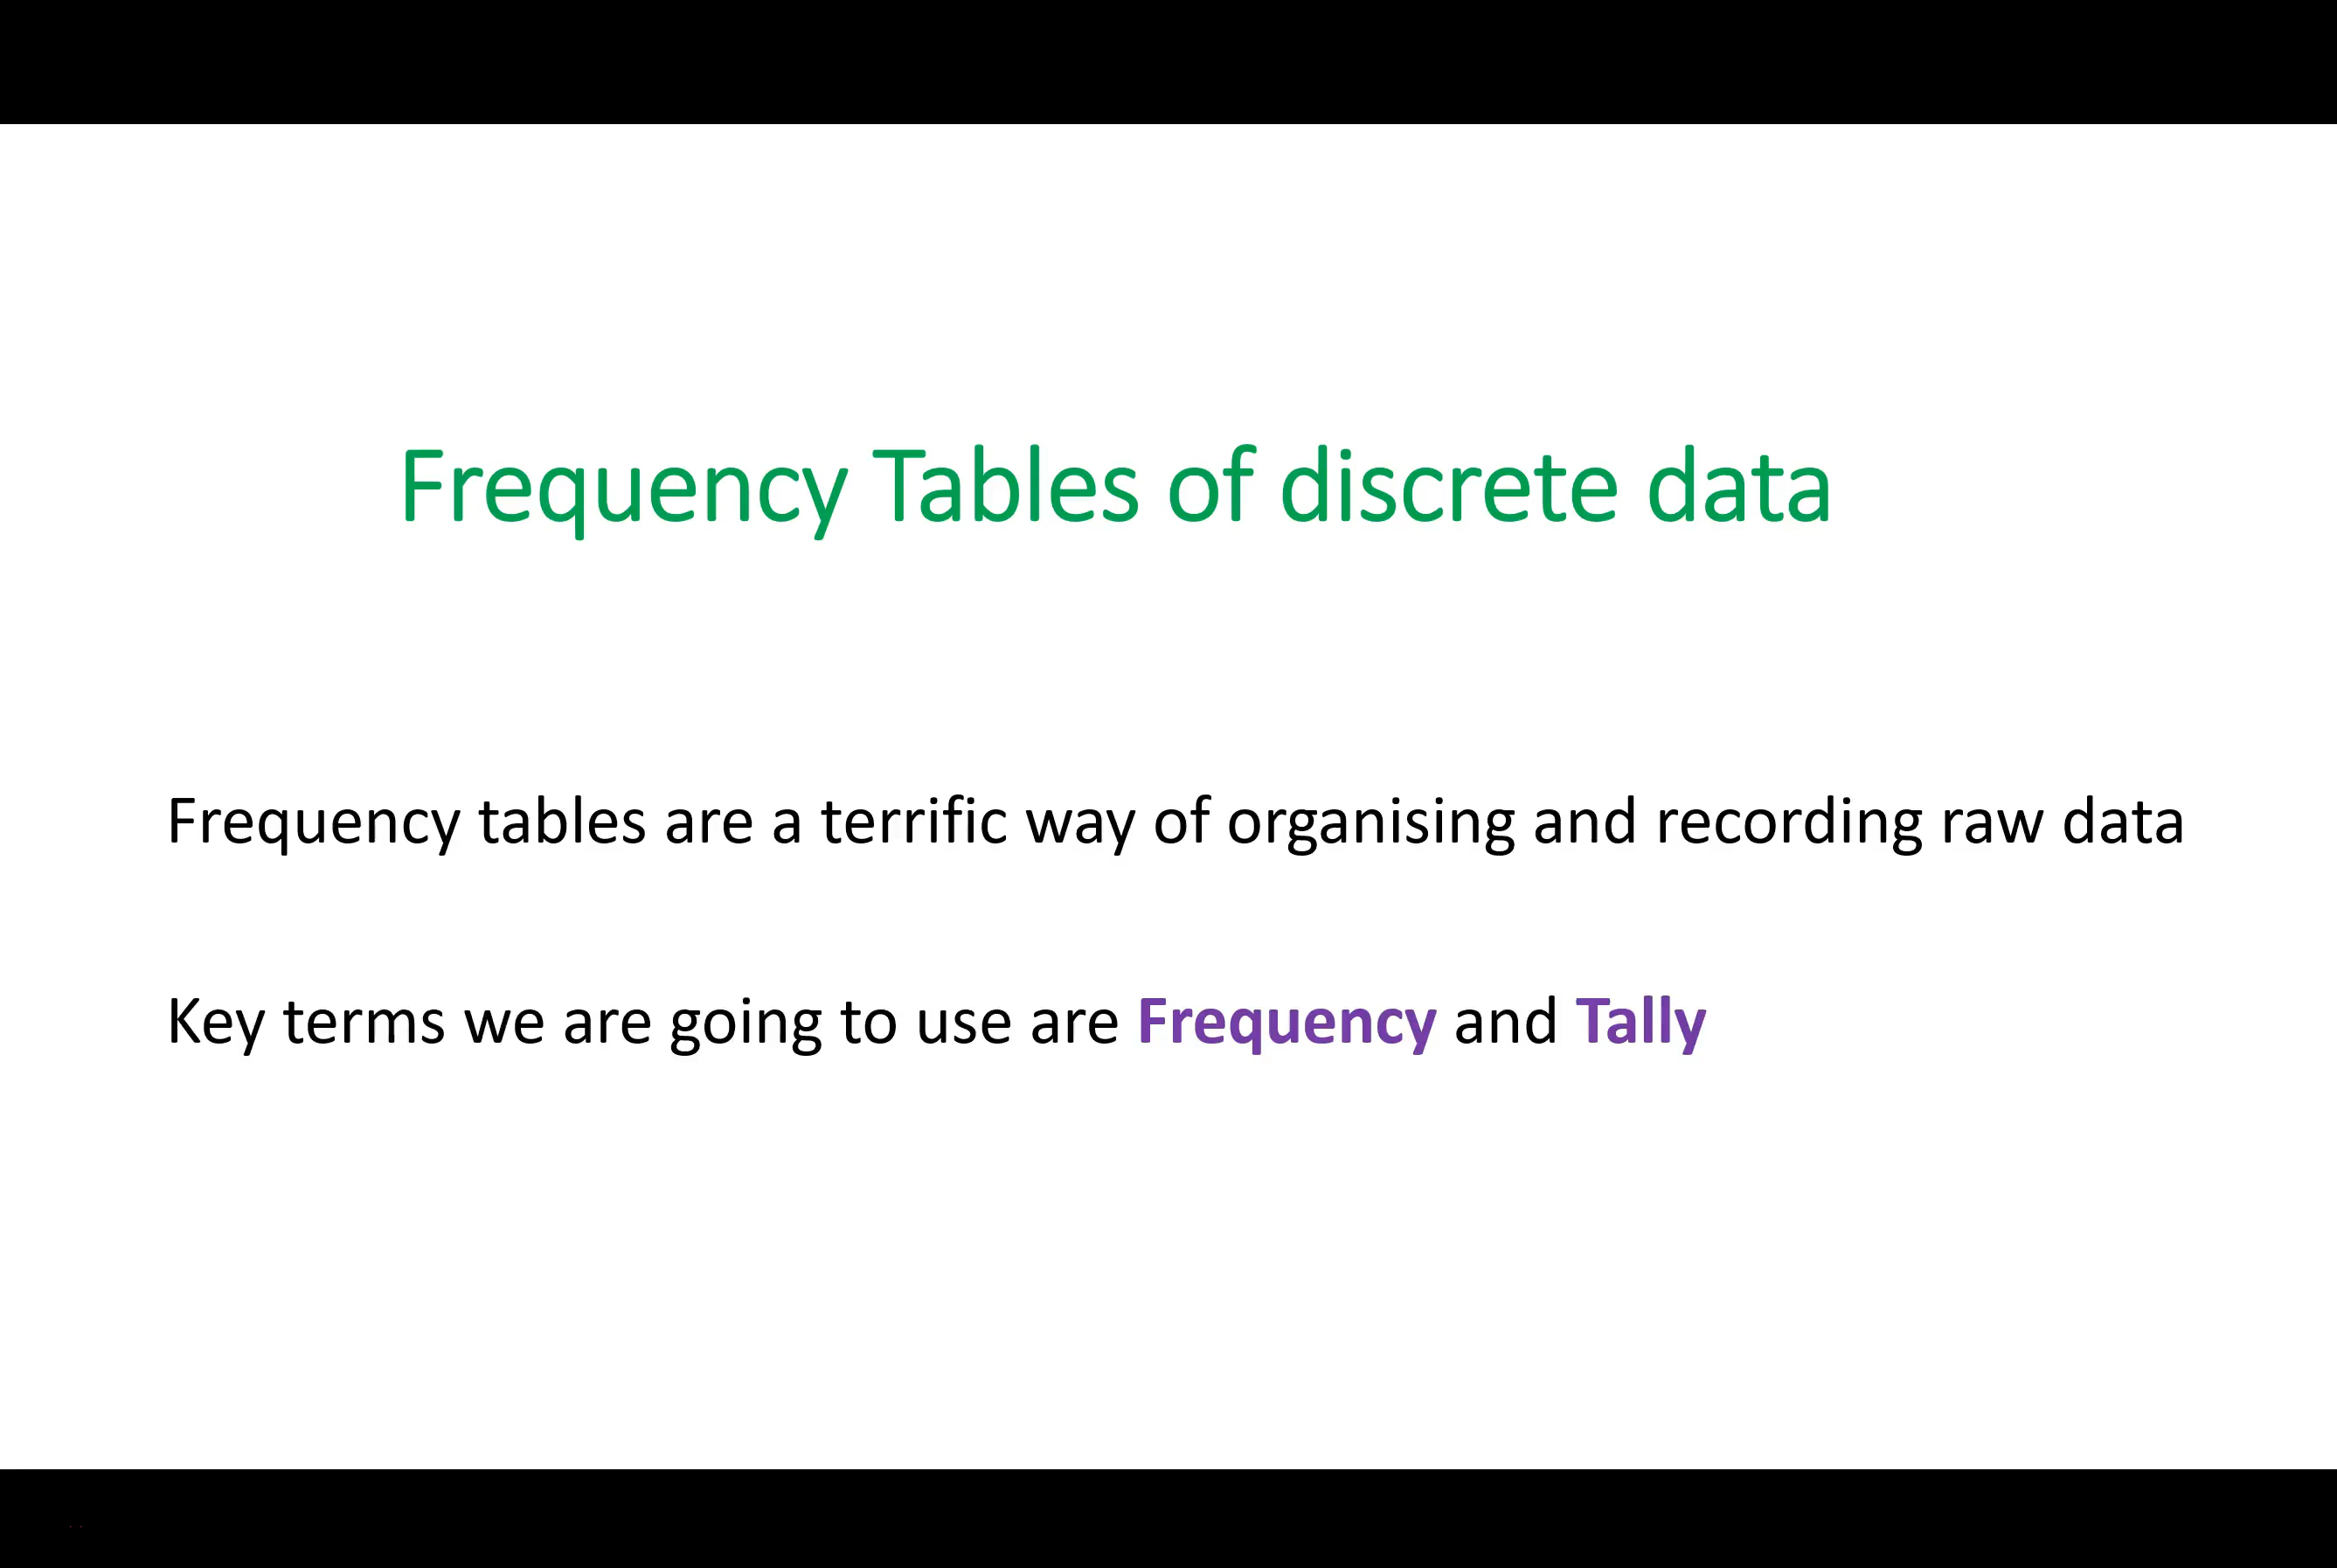 Frequency Tables of discrete data
Frequency tables are a terrific way of organising and recording raw data
Key terms we are going to use are Frequency and Tally